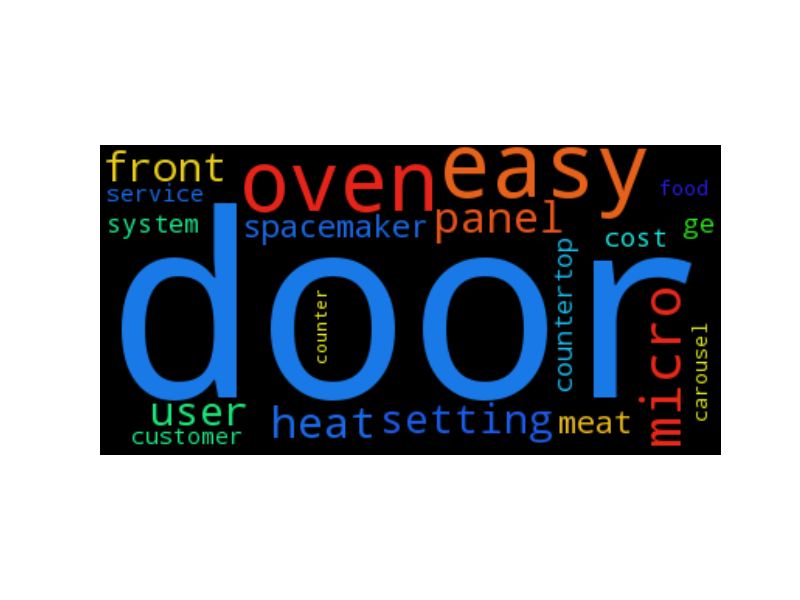 front
oven
easy
service
food
system
spacemaker
panel
cost
ge
door
counter
countertop
micro
carousel
user
customer
heat
setting
meat